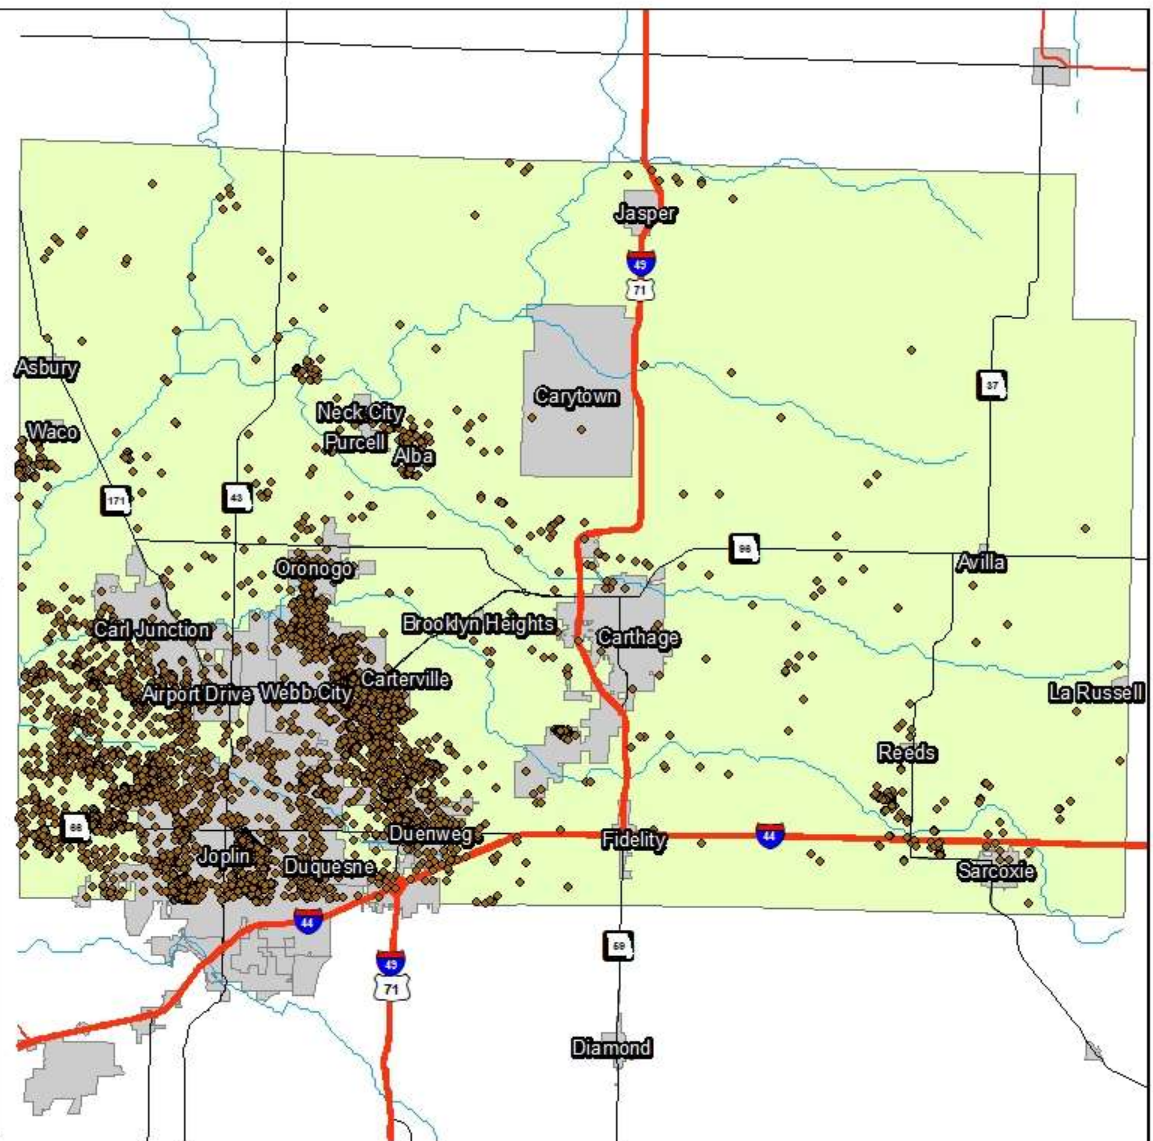 Jasper
49
71
Asbury
37
Carytown
Neck City
Waco
Purcell
Alba
171
43
96
Avilla
Oronogo
Brooklyn Heights
Carl Junction
Carthage
Carterville
Airport Drive
Webb City
La Russell
Reeds
66
Duenweg
Fidelity
44
Joplin
Duquesne
Sarcoxie
44
59
49
71
Diamond